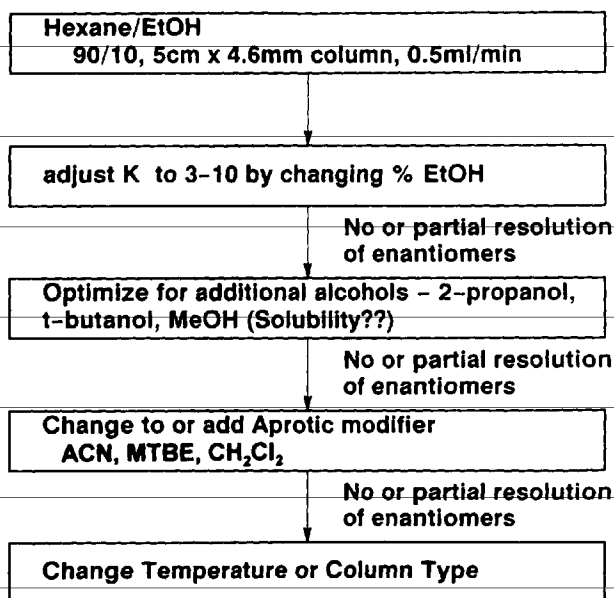 Hexane/EtOH
90/10, 5cm x 4.6mm column, 0.5ml/min
adjust K to 3-10 by changing % EtOH
No or partial resolution
of enantiomers
Optimize for additional alcohols - 2-propanol,
t-butanol, MeOH (Solubility??)
No or partial resolution
of enantiomers
Change to or add Aprotic modifier
ACN, MTBE, CH₂Cl₂
No or partial resolution
of enantiomers
Change Temperature or Column Type